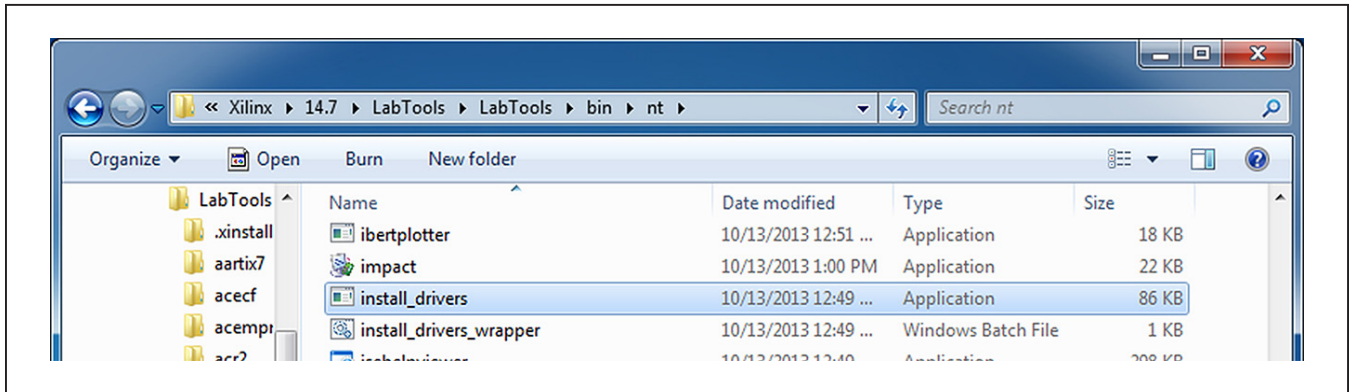 « Xilinx ▸ 14.7 ▸ LabTools ▸ LabTools ▸ bin ▸ nt ▸ Search nt
Organize ▾ Open Burn New folder
LabTools Name Date modified Type Size
.xinstall ibertplotter 10/13/2013 12:51 ... Application 18 KB
aartix7 impact 10/13/2013 1:00 PM Application 22 KB
acecf install_drivers 10/13/2013 12:49 ... Application 86 KB
acempr install_drivers_wrapper 10/13/2013 12:49 ... Windows Batch File 1 KB